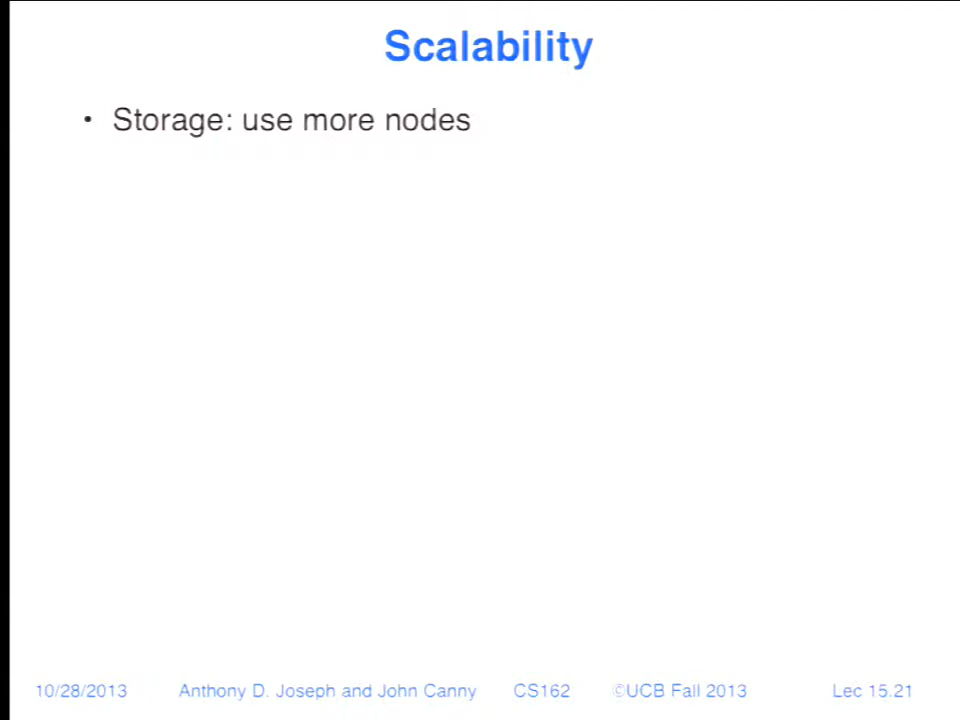 Scalability
• Storage: use more nodes
10/28/2013 Anthony D. Joseph and John Canny CS162 ©UCB Fall 2013 Lec 15.21